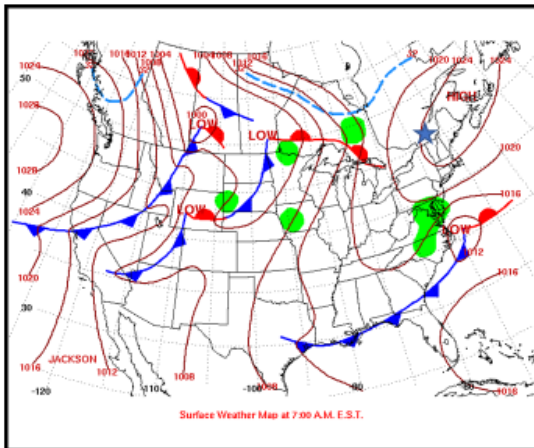 1024 1016 1012 1004 1008 1016 32 1020 1024 1024
1012
50 1008
HIGH
1028 1000
LOW LOW
1020
1028
40
1016
1024 LOW LOW
1012
1020 1016
30
1016 JACKSON 1012 1008 1008
-120 -110 -100 -90 -80
Surface Weather Map at 7:00 A.M. E.S.T.